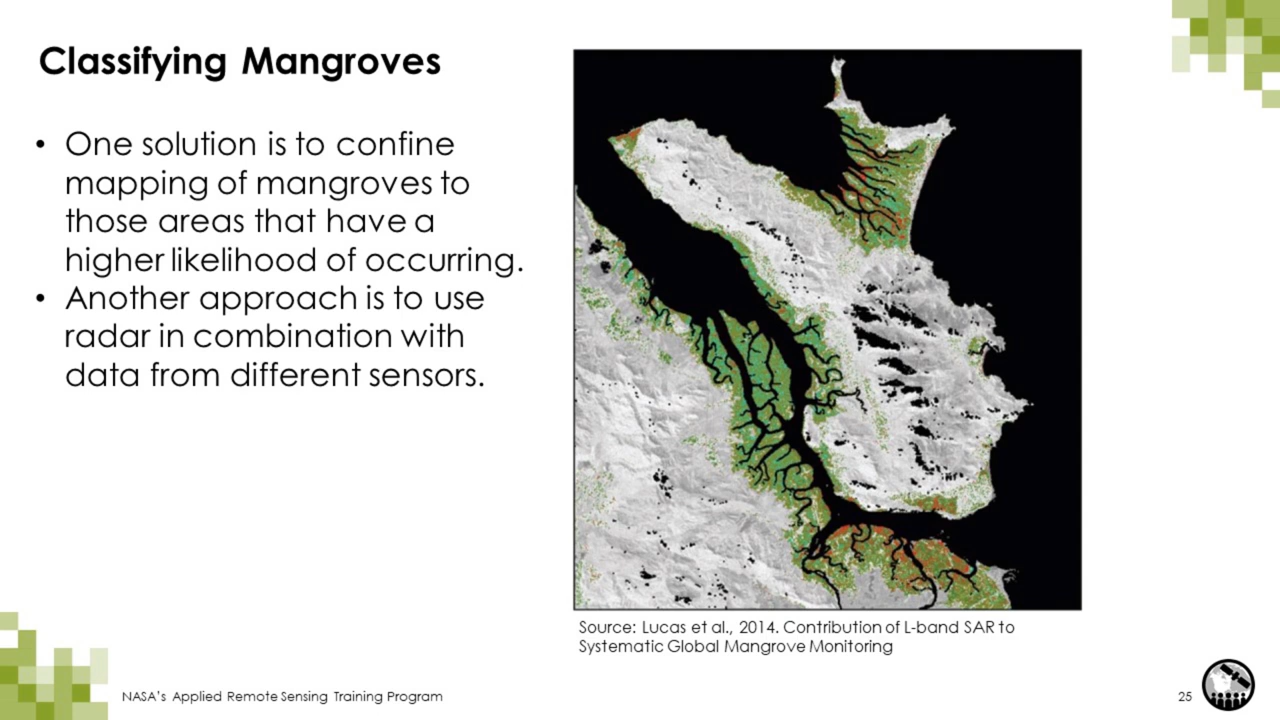 Classifying Mangroves
• One solution is to confine
mapping of mangroves to
those areas that have a
higher likelihood of occurring.
• Another approach is to use
radar in combination with
data from different sensors.
Source: Lucas et al., 2014. Contribution of L-band SAR to
Systematic Global Mangrove Monitoring
NASA's Applied Remote Sensing Training Program
25